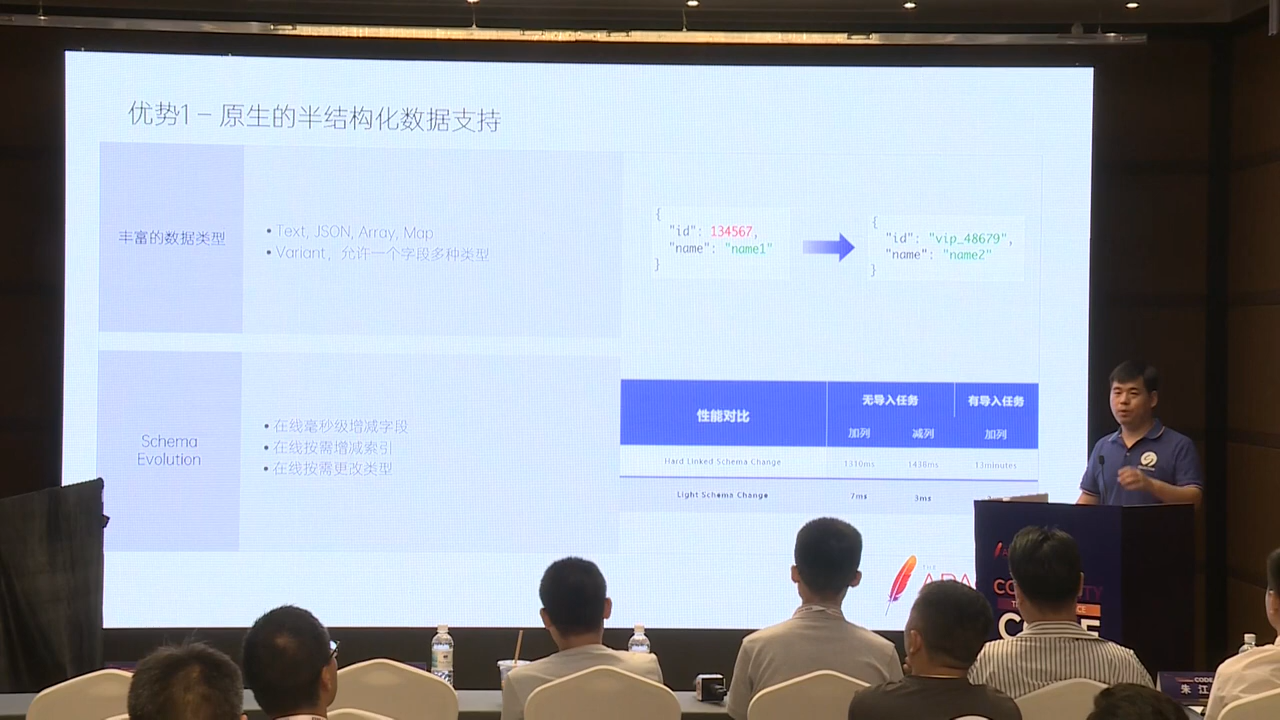 优势1 – 原生的半结构化数据支持
丰富的数据类型
• Text, JSON, Array, Map
• Variant，允许一个字段多种类型
{
"id": 134567,
"name": "name1"
}
{
"id": "vip_48679",
"name": "name2"
}
Schema
Evolution
• 在线毫秒级增减字段
• 在线按需增减索引
• 在线按需更改类型
性能对比
无导入任务
有导入任务
加列
减列
加列
Hard Linked Schema Change
1310ms
1438ms
13minutes
Light Schema Change
7ms
3ms
THE